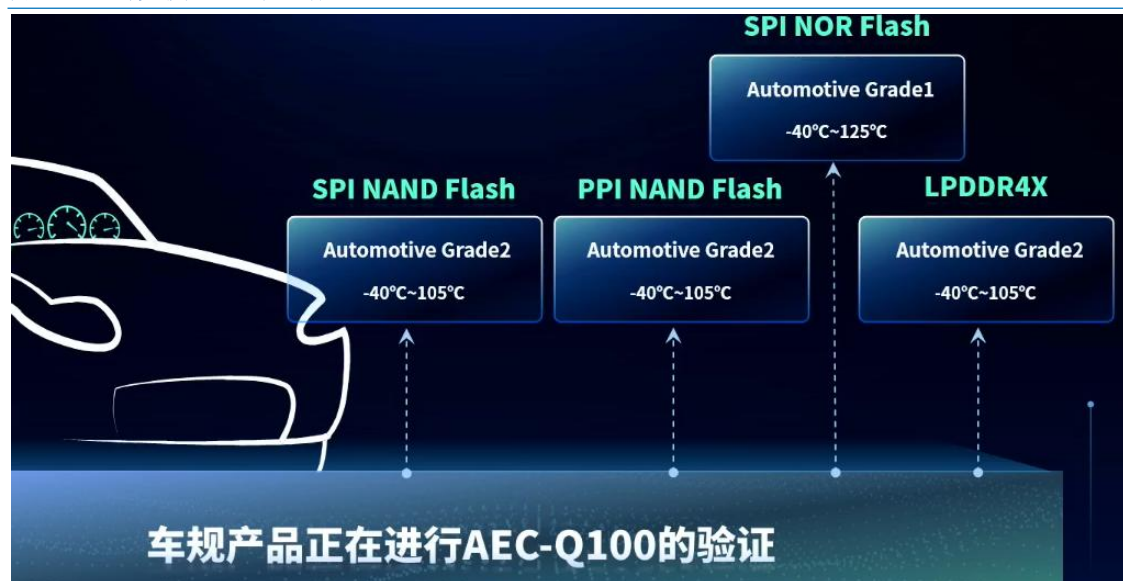 SPI NOR Flash
Automotive Grade1
-40℃~125℃
SPI NAND Flash
PPI NAND Flash
LPDDR4X
Automotive Grade2
Automotive Grade2
Automotive Grade2
-40℃~105℃
-40℃~105℃
-40℃~105℃
车规产品正在进行AEC-Q100的验证